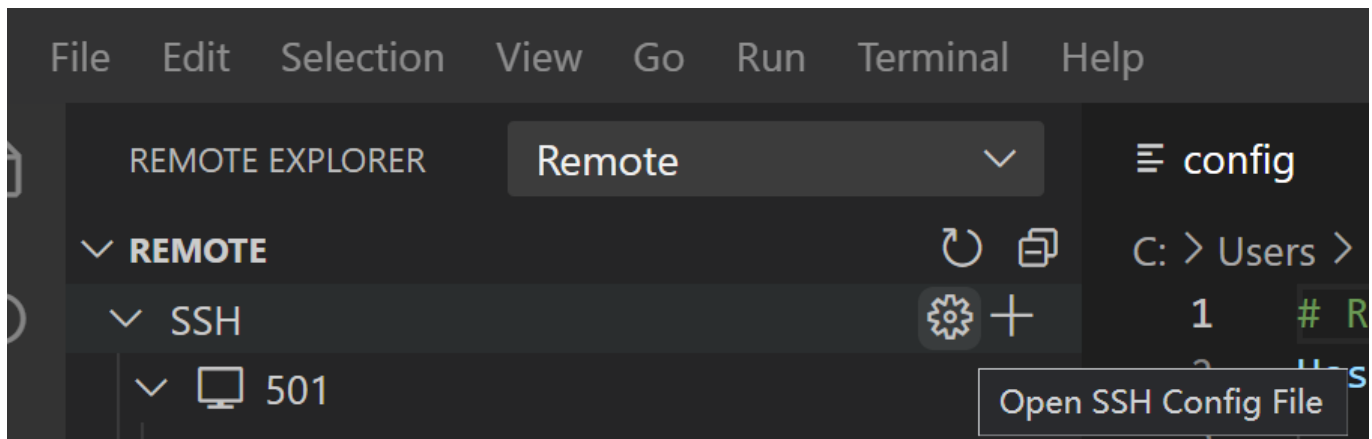 File Edit Selection View Go Run Terminal Help
REMOTE EXPLORER Remote
config
REMOTE
C: > Users >
SSH
1 # R
501
Open SSH Config File